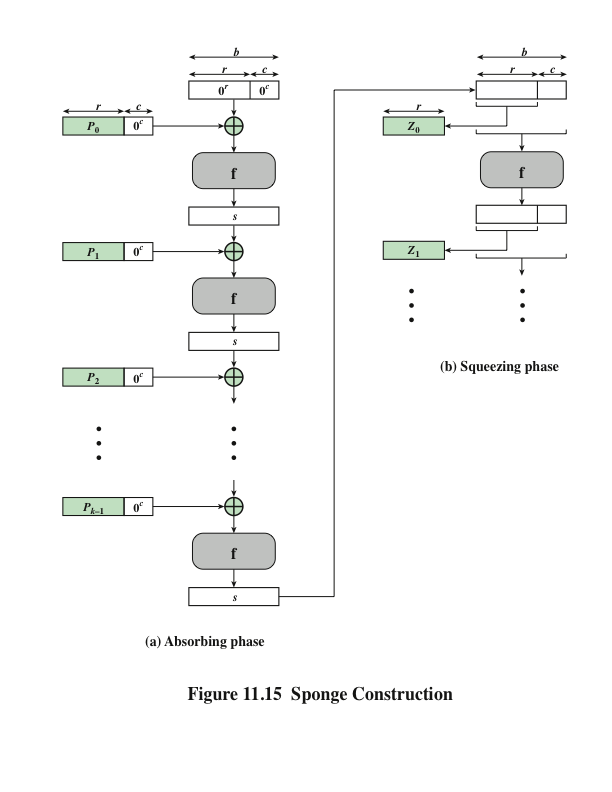 b
r c
0^r 0^c
r c
P_0 0^c
f
s
P_1 0^c
f
s
P_2 0^c
P_{k–1} 0^c
f
s
(a) Absorbing phase
b
r c
r
Z_0
f
Z_1
(b) Squeezing phase
Figure 11.15 Sponge Construction